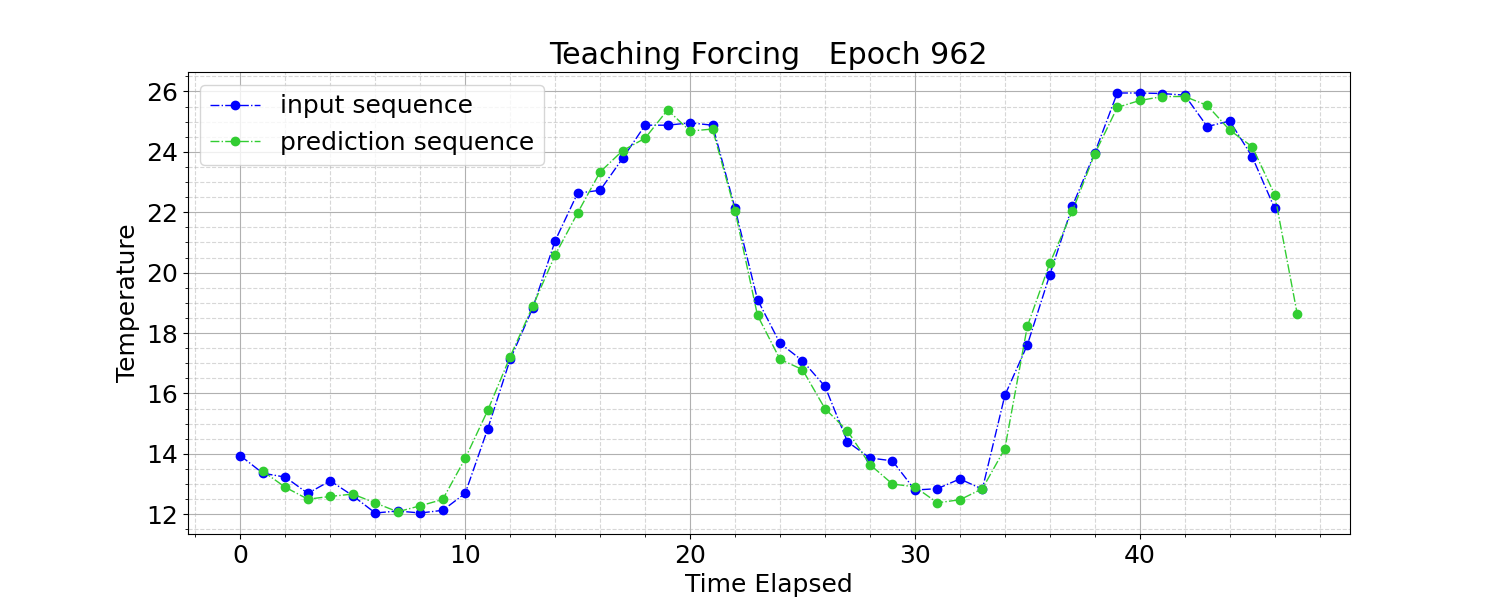 Teaching Forcing   Epoch 962
input sequence
prediction sequence
Temperature
26
24
22
20
18
16
14
12
0 10 20 30 40
Time Elapsed